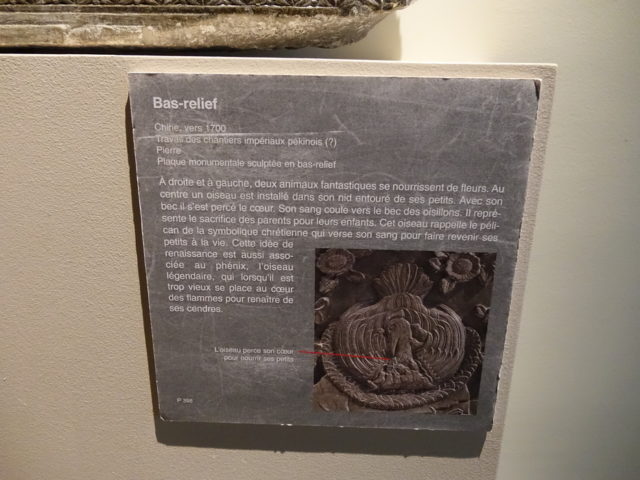 Bas-relief
Chine, vers 1700
Travail des chantiers impériaux pékinois (?)
Pierre
Plaque monumentale sculptée en bas-relief
À droite et à gauche, deux animaux fantastiques se nourrissent de fleurs. Au
centre un oiseau est installé dans son nid entouré de ses petits. Avec son
bec il s'est percé le cœur. Son sang coule vers le bec des oisillons. Il repré-
sente le sacrifice des parents pour leurs enfants. Cet oiseau rappelle le péli-
can de la symbolique chrétienne qui verse son sang pour faire revenir ses
petits à la vie. Cette idée de
renaissance est aussi asso-
ciée au phénix, l'oiseau
légendaire, qui lorsqu'il est
trop vieux se place au cœur
des flammes pour renaître de
ses cendres.
L'oiseau perce son cœur
pour nourrir ses petits